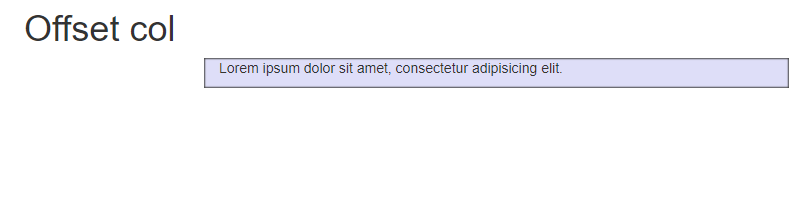 Offset col
Lorem ipsum dolor sit amet, consectetur adipisicing elit.